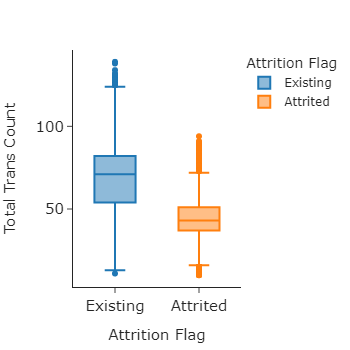 Attrition Flag
Existing
Attrited
Total Trans Count
100
50
Existing
Attrited
Attrition Flag